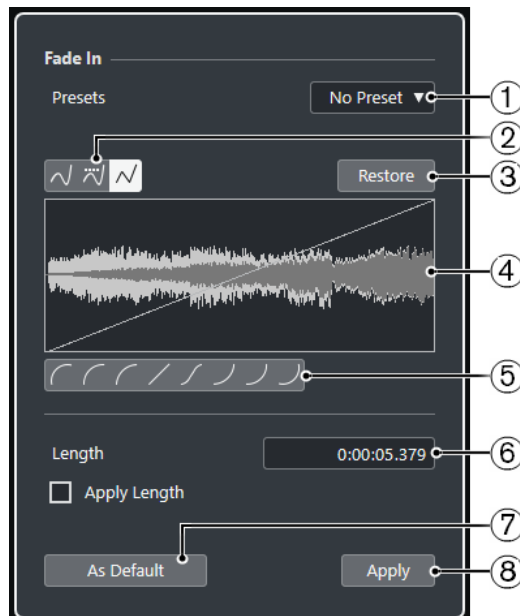 Fade In
Presets No Preset ▼ 1
2
Restore 3
4
5
Length 0:00:05.379 6
Apply Length
7
As Default Apply 8